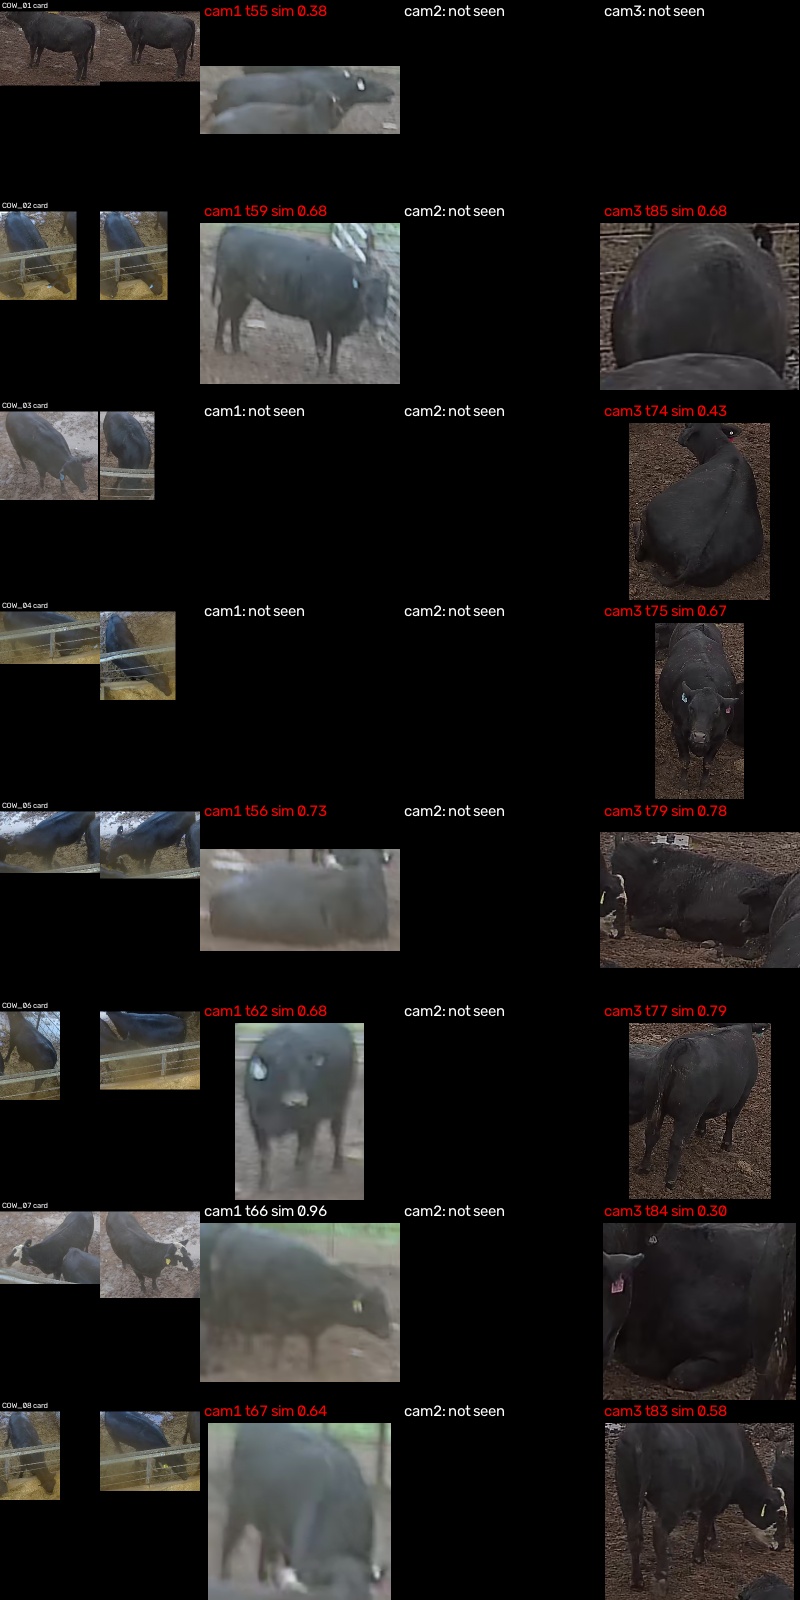 COW_01 card
cam1 t55 sim 0.38
cam2: not seen
cam3: not seen
COW_02 card
cam1 t59 sim 0.68
cam2: not seen
cam3 t85 sim 0.68
COW_03 card
cam1: not seen
cam2: not seen
cam3 t74 sim 0.43
COW_04 card
cam1: not seen
cam2: not seen
cam3 t75 sim 0.67
COW_05 card
cam1 t56 sim 0.73
cam2: not seen
cam3 t79 sim 0.78
COW_06 card
cam1 t62 sim 0.68
cam2: not seen
cam3 t77 sim 0.79
COW_07 card
cam1 t66 sim 0.96
cam2: not seen
cam3 t84 sim 0.30
COW_08 card
cam1 t67 sim 0.64
cam2: not seen
cam3 t83 sim 0.58